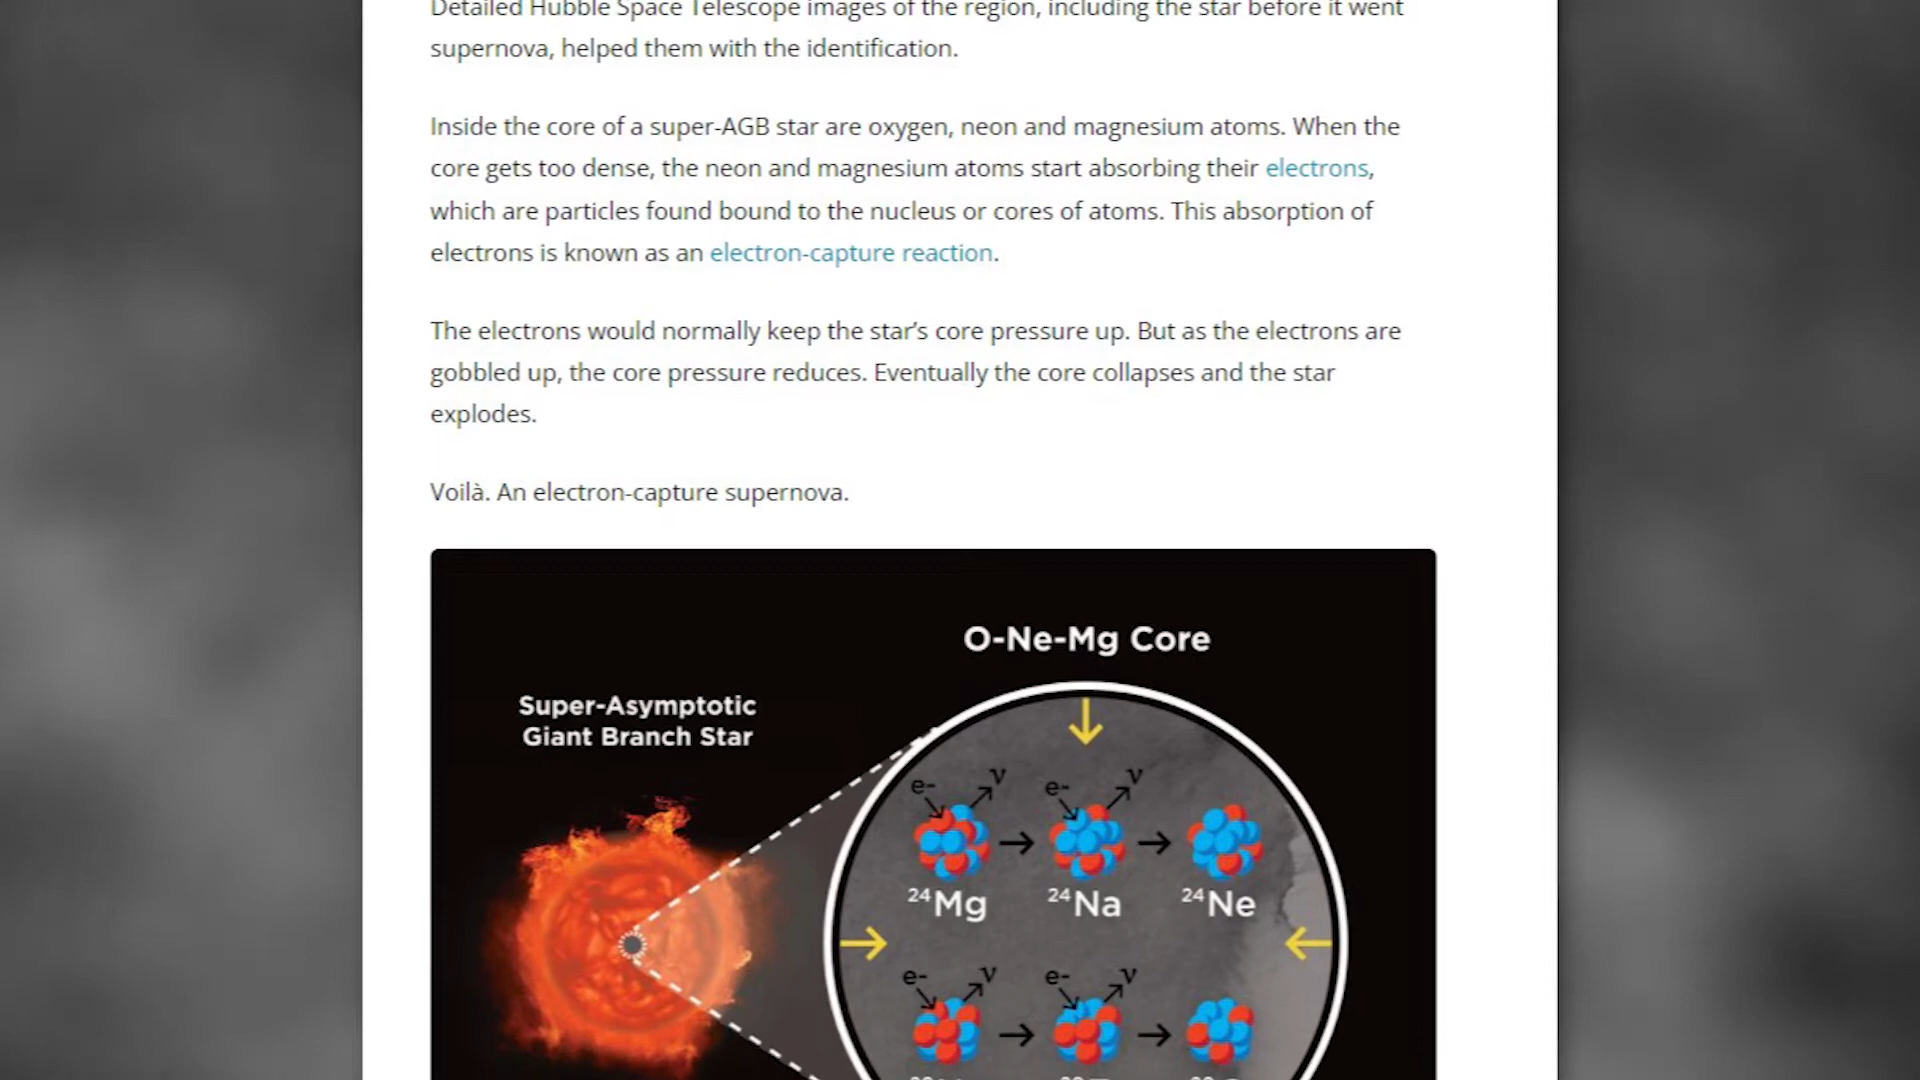 Detailed Hubble Space Telescope images of the region, including the star before it went
supernova, helped them with the identification.
Inside the core of a super-AGB star are oxygen, neon and magnesium atoms. When the
core gets too dense, the neon and magnesium atoms start absorbing their electrons,
which are particles found bound to the nucleus or cores of atoms. This absorption of
electrons is known as an electron-capture reaction.
The electrons would normally keep the star’s core pressure up. But as the electrons are
gobbled up, the core pressure reduces. Eventually the core collapses and the star
explodes.
Voilà. An electron-capture supernova.
O-Ne-Mg Core
Super-Asymptotic
Giant Branch Star
e- ν e- ν
²⁴Mg ²⁴Na ²⁴Ne
e- ν e- ν